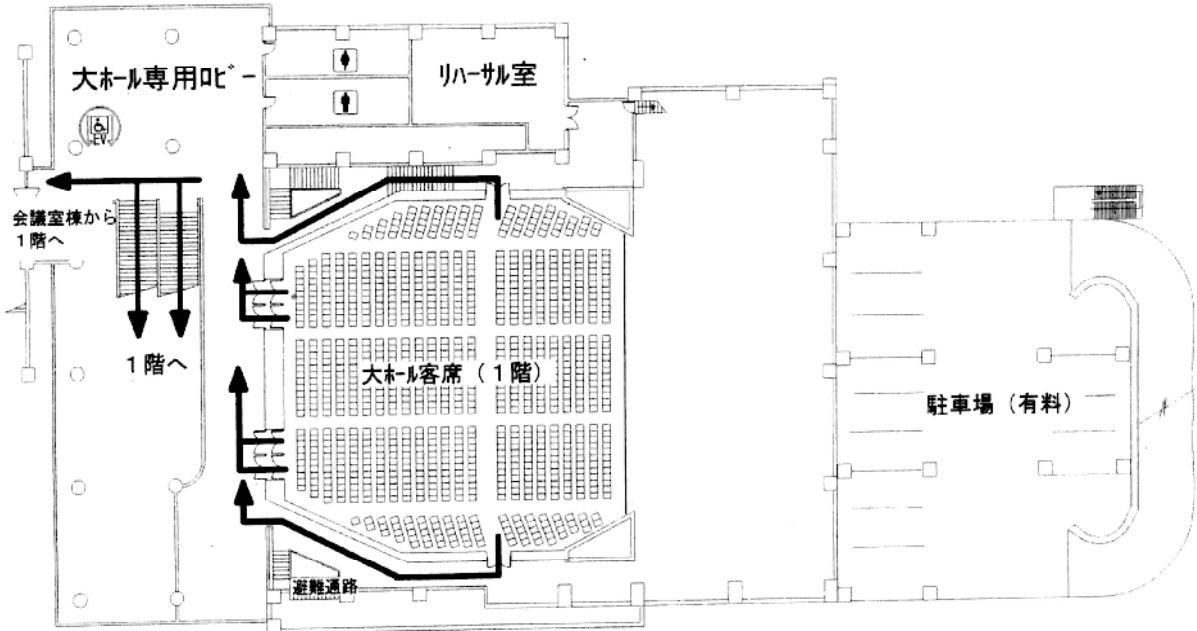 大ホール専用ロビー
リハーサル室
EV
会議室棟から
1階へ
1階へ
大ホール客席(1階)
駐車場(有料)
避難通路